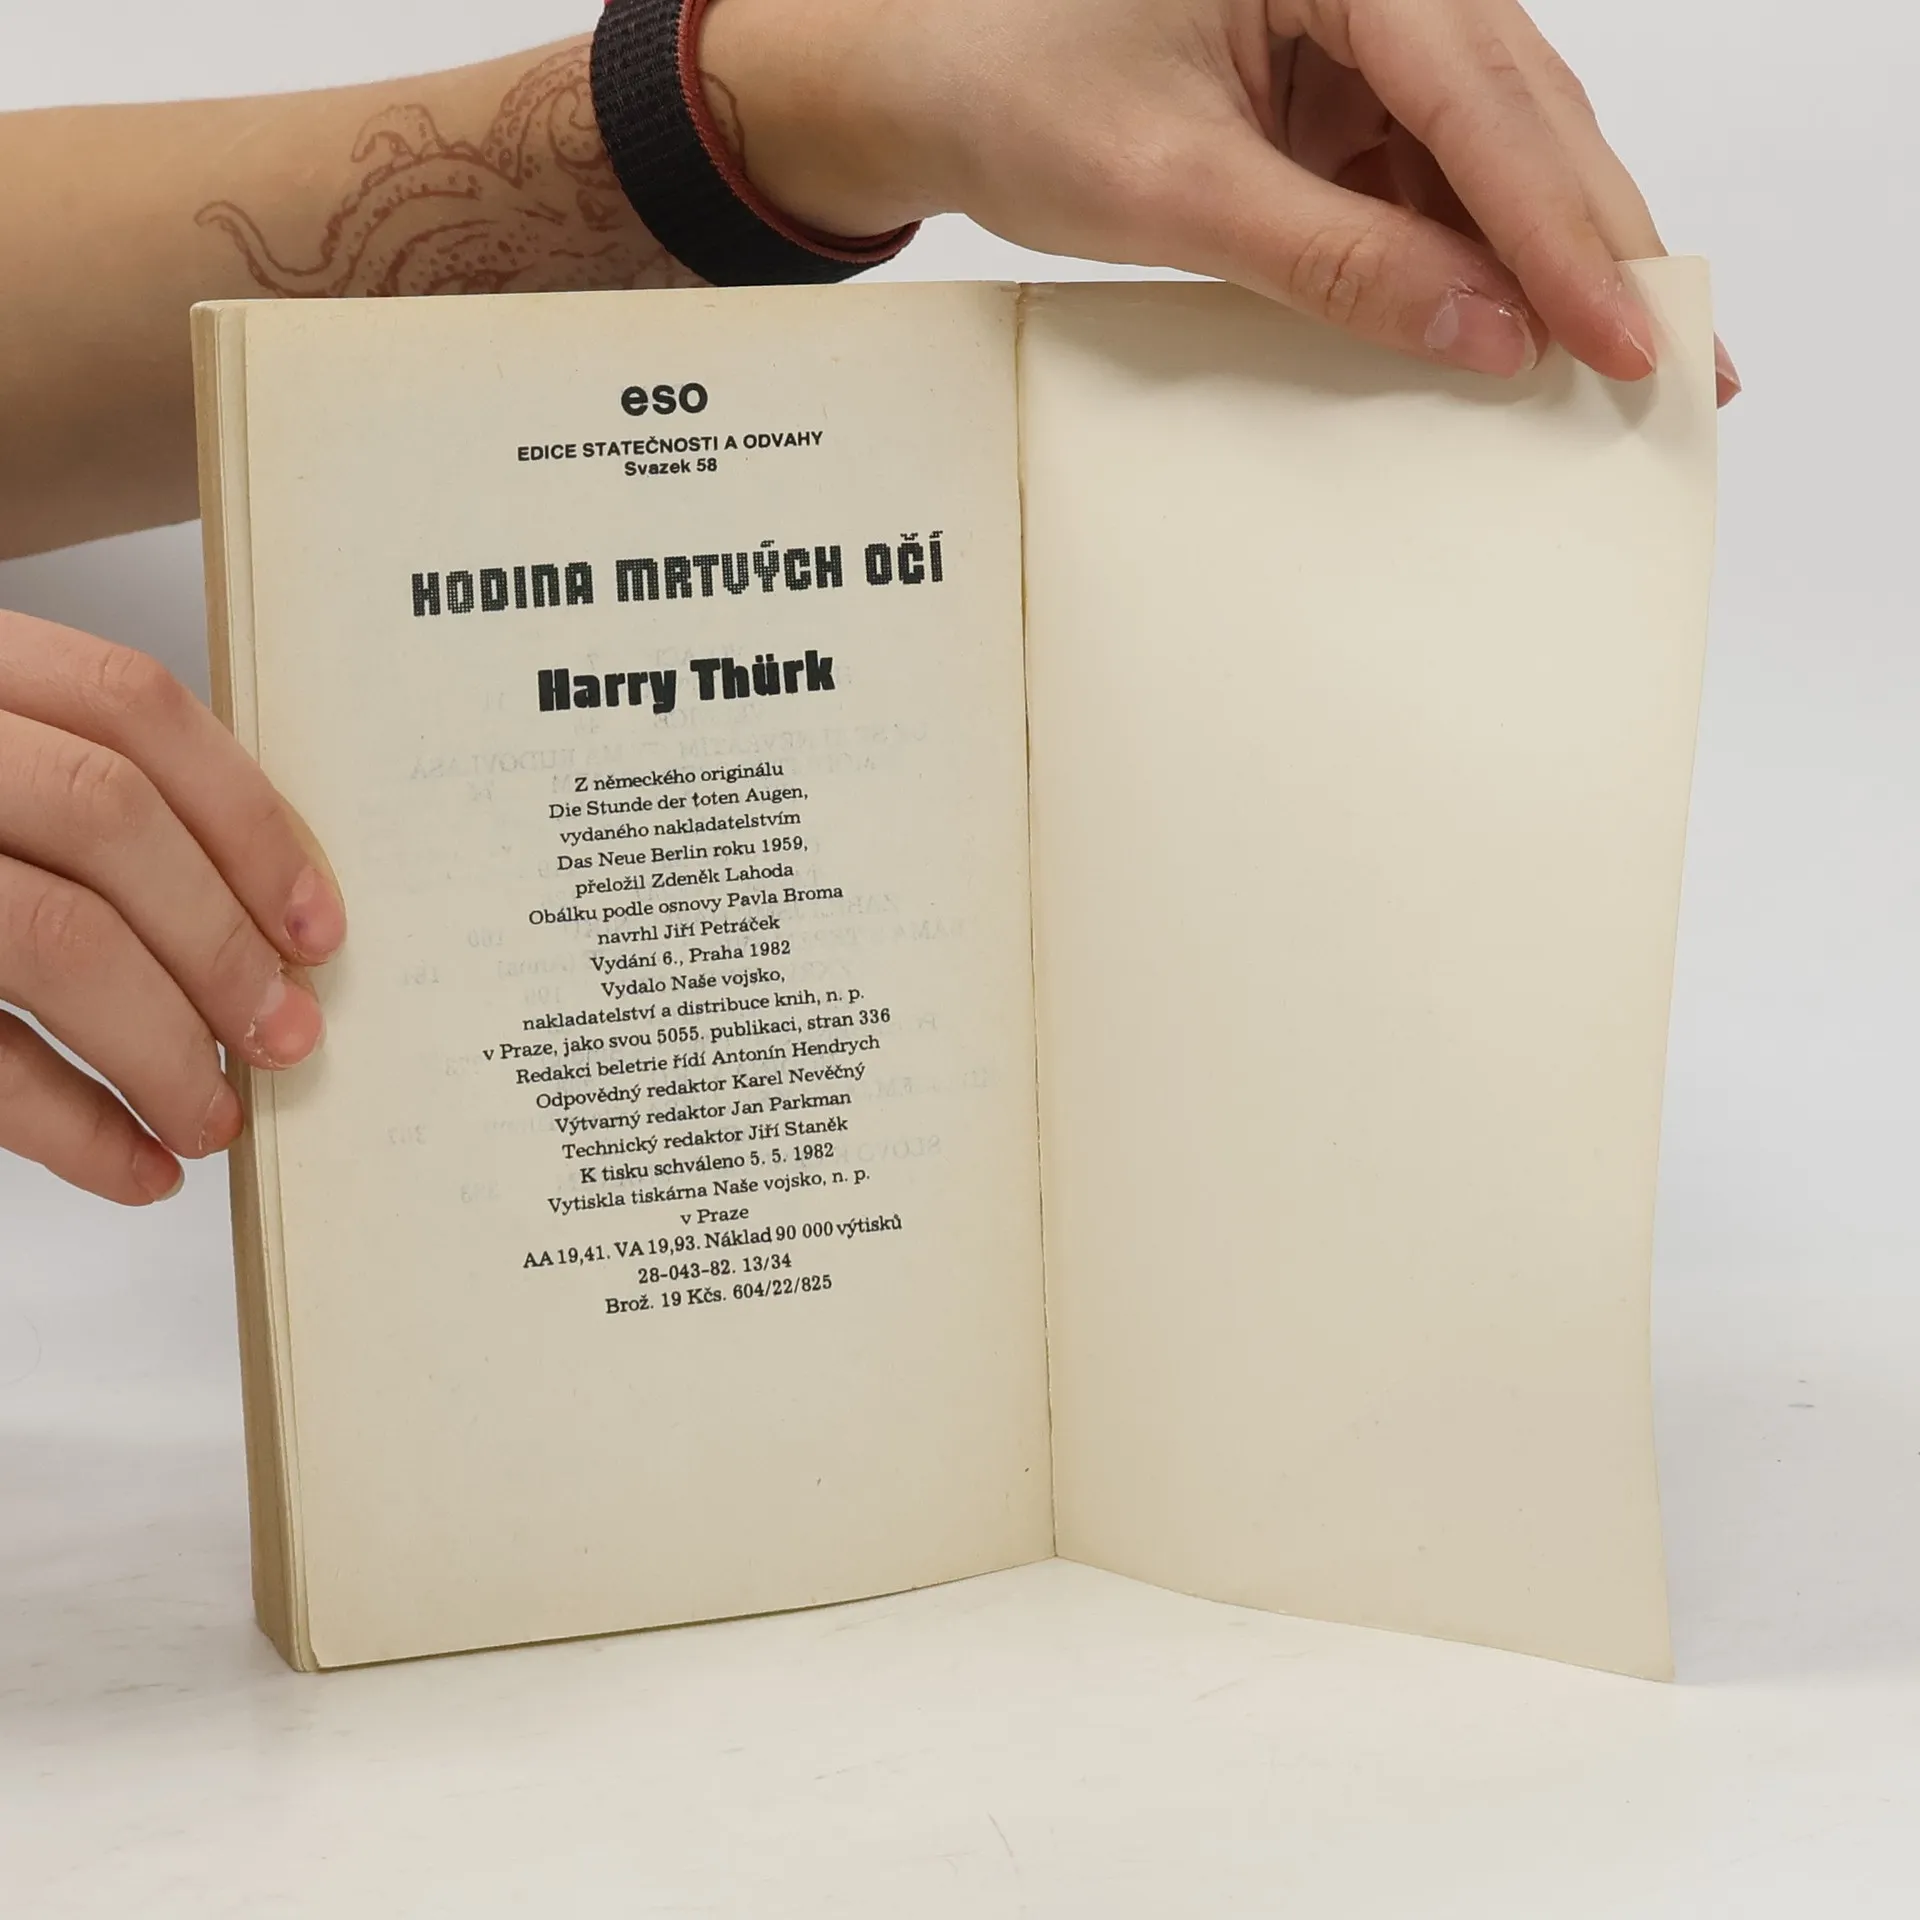 eso
EDICE STATEČNOSTI A ODVAHY
Svazek 58
HODINA MRTVÝCH OČÍ
Harry Thürk
Z německého originálu
Die Stunde der toten Augen,
vydaného nakladatelstvím
Das Neue Berlin roku 1959,
přeložil Zdeněk Lahoda
Obálku podle osnovy Pavla Broma
navrhl Jiří Petráček
Vydání 6., Praha 1982
Vydalo Naše vojsko,
nakladatelství a distribuce knih, n. p.
v Praze, jako svou 5055. publikaci, stran 336
Redakci beletrie řídí Antonín Hendrych
Odpovědný redaktor Karel Nevěčný
Výtvarný redaktor Jan Parkman
Technický redaktor Jiří Staněk
K tisku schváleno 5. 5. 1982
Vytiskla tiskárna Naše vojsko, n. p.
v Praze
AA 19,41. VA 19,93. Náklad 90 000 výtisků
28-043-82. 13/34
Brož. 19 Kčs. 604/22/825